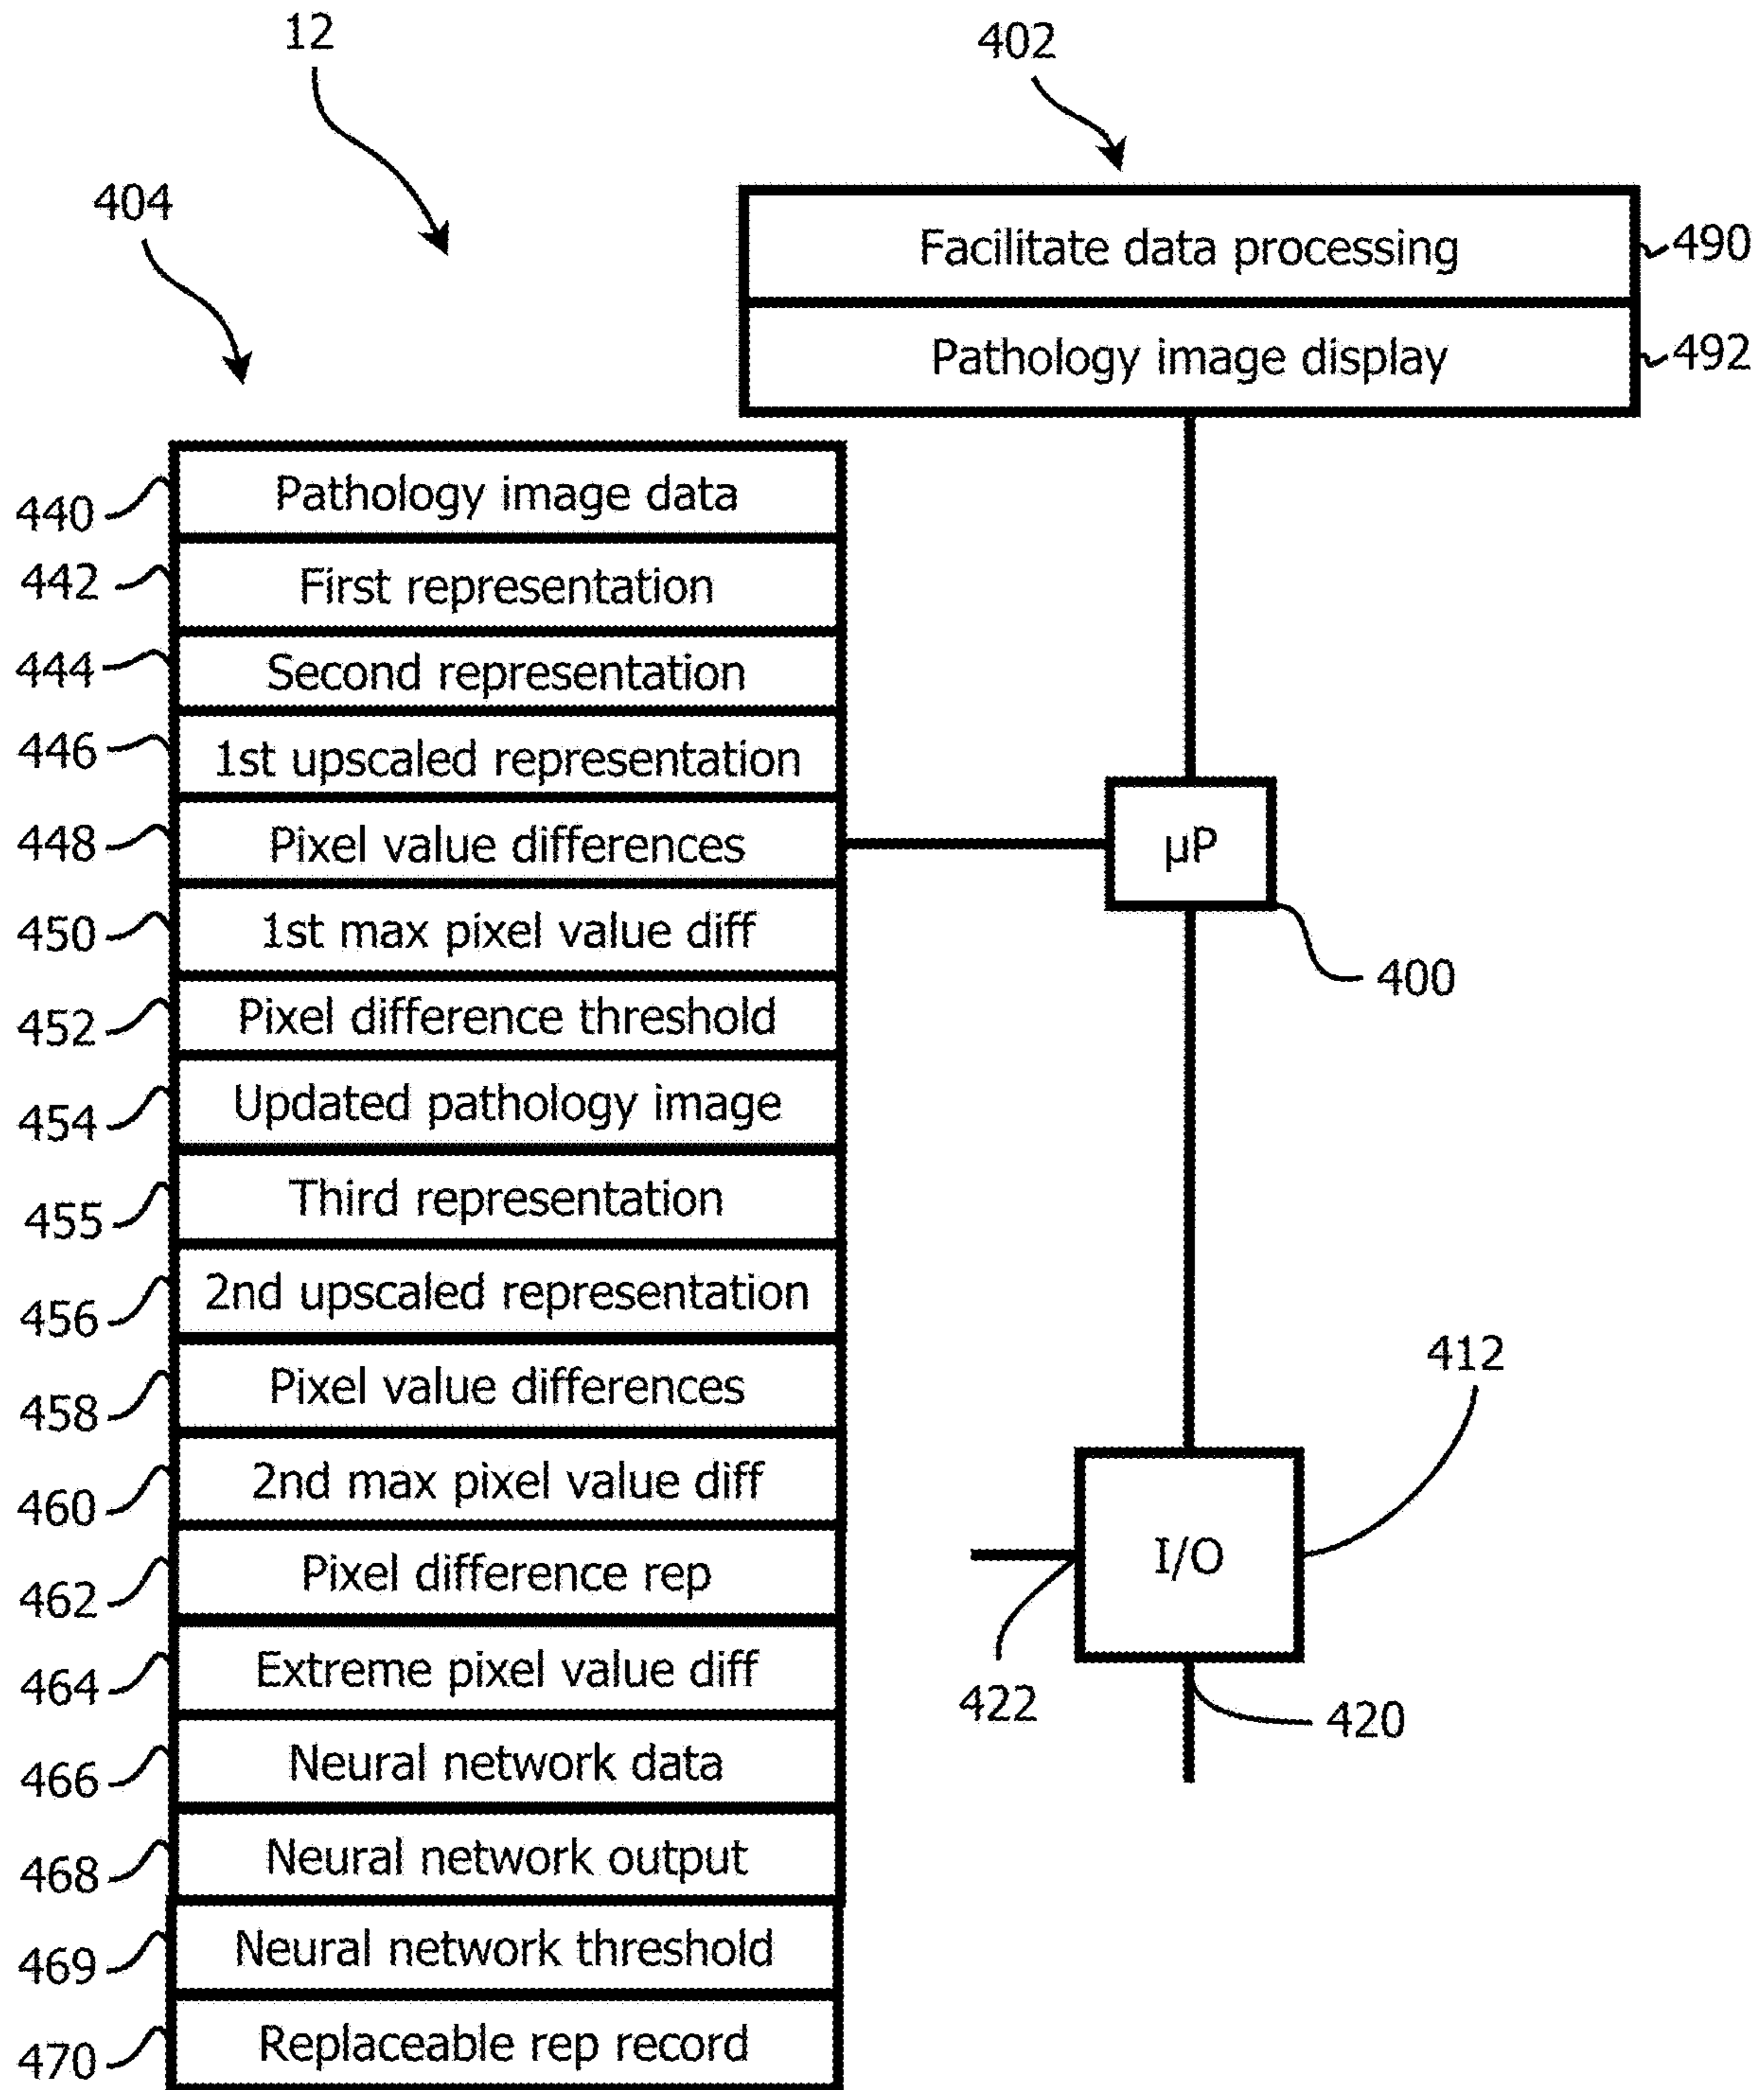 12
402
404
Facilitate data processing
490
Pathology image display
492
440
Pathology image data
442
First representation
444
Second representation
446
1st upscaled representation
448
Pixel value differences
µP
400
450
1st max pixel value diff
452
Pixel difference threshold
454
Updated pathology image
455
Third representation
456
2nd upscaled representation
458
Pixel value differences
412
460
2nd max pixel value diff
462
Pixel difference rep
I/O
422
420
464
Extreme pixel value diff
466
Neural network data
468
Neural network output
469
Neural network threshold
470
Replaceable rep record